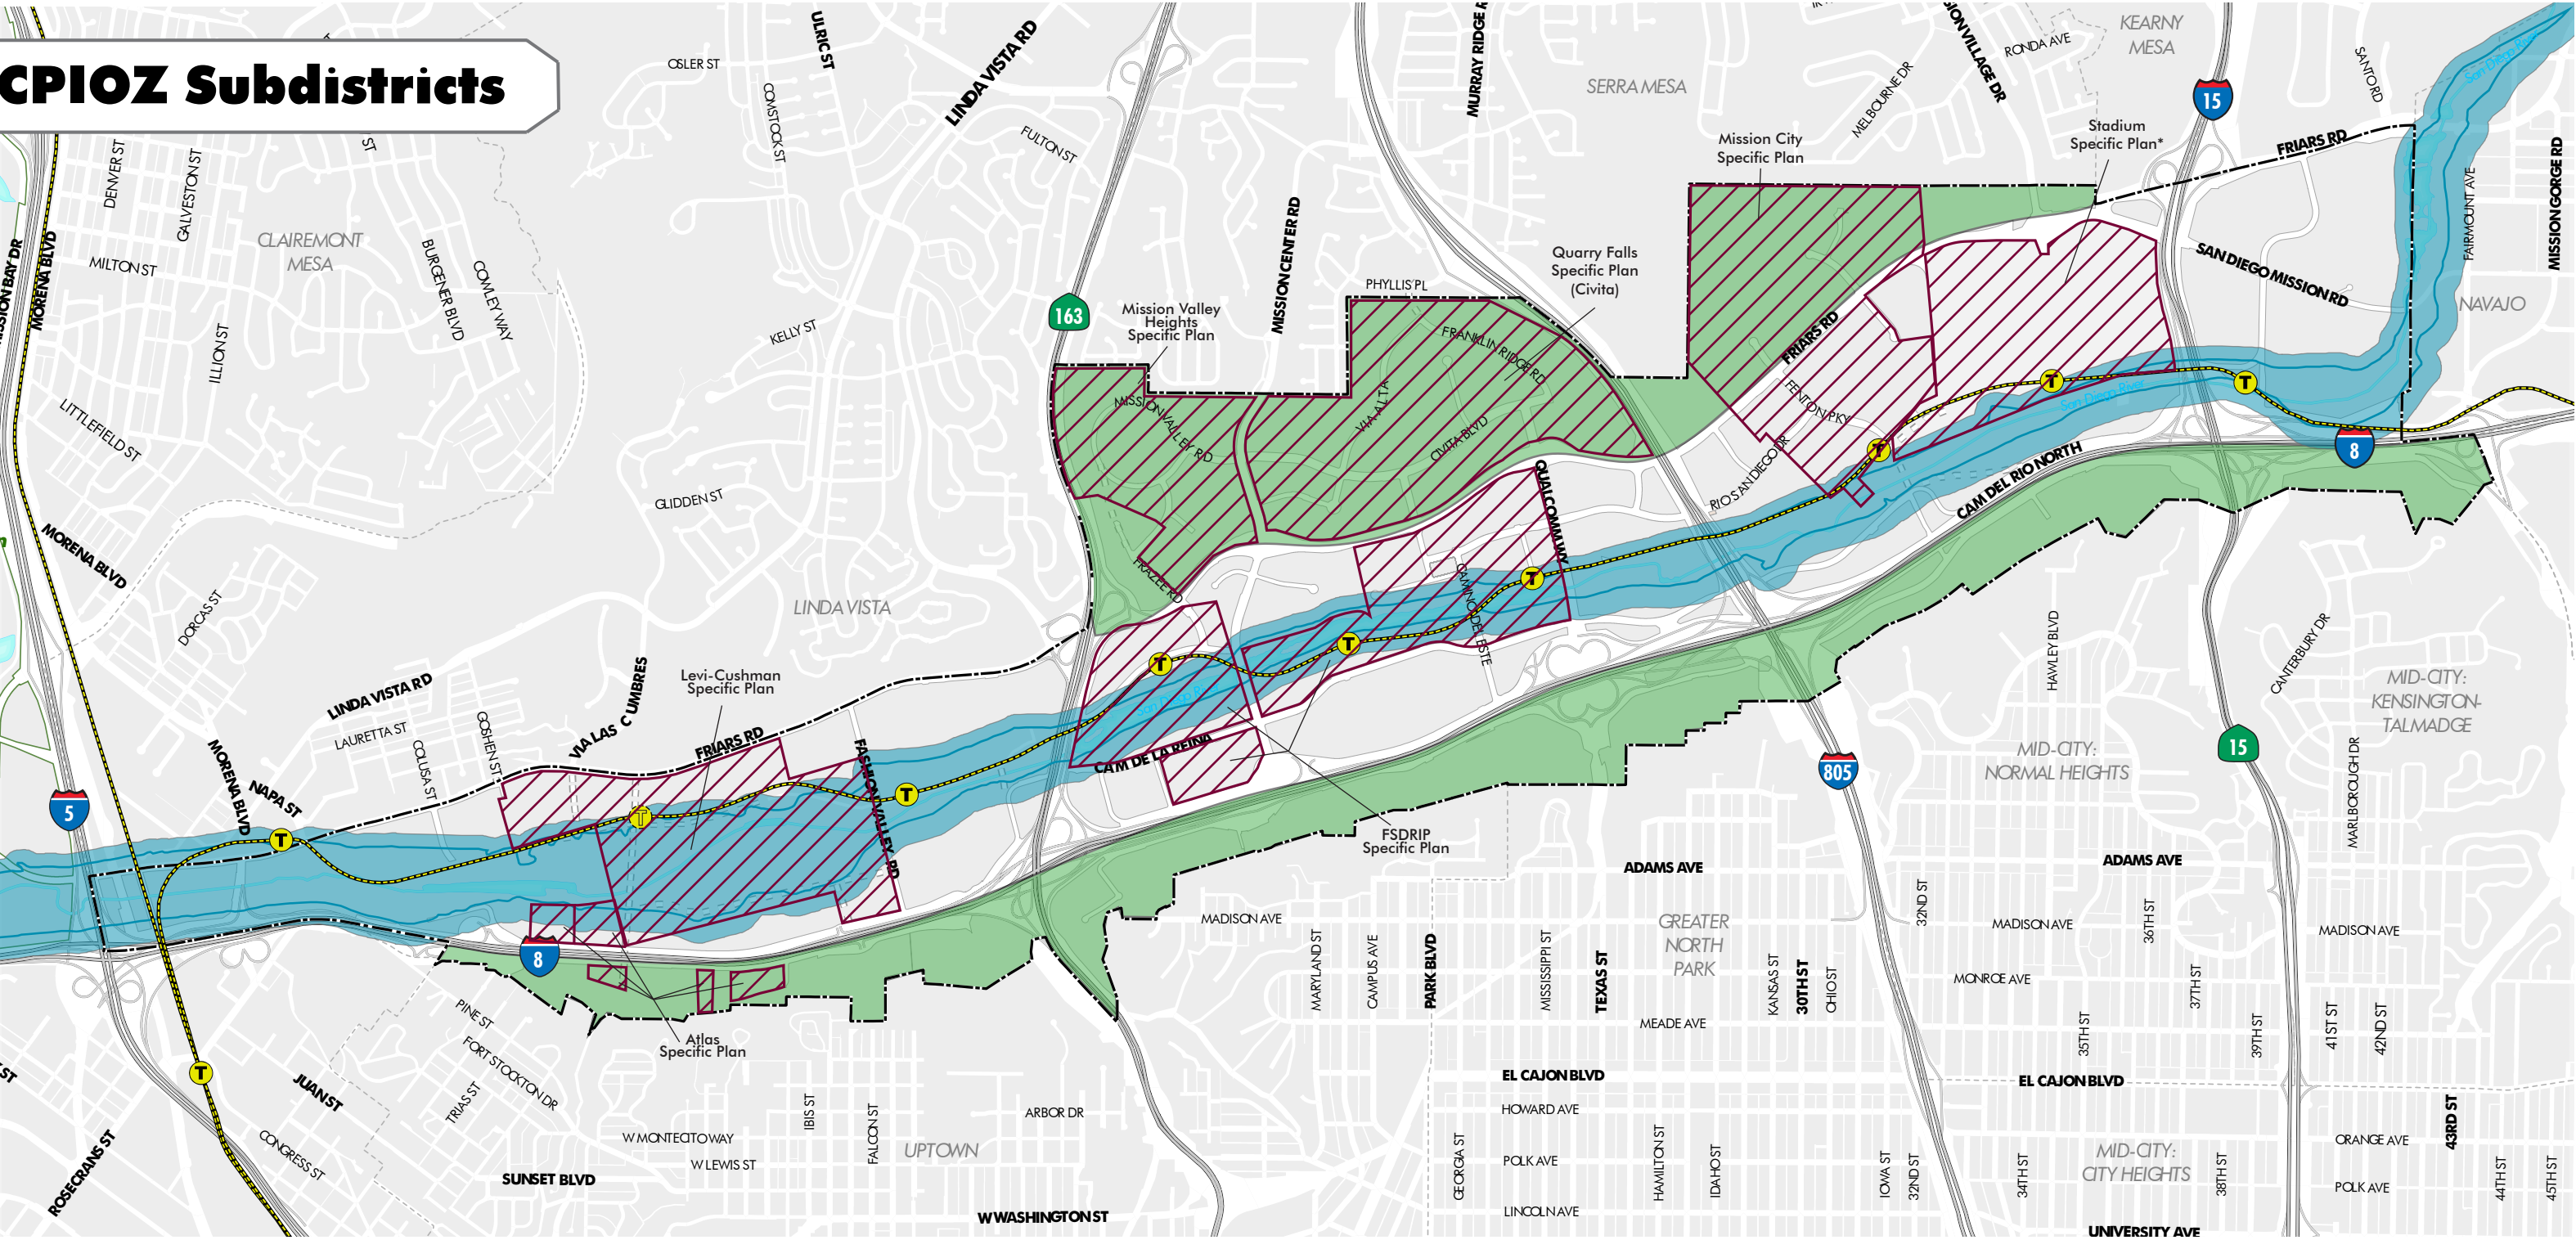 CPIOZ Subdistricts
KEARNY
MESA
RONDA AVE
SANTO RD
ULRIC ST
LINDA VISTA RD
OSLER ST
COMSTOCK ST
FULTON ST
SERRA MESA
MELBOURNE DR
15
FRIARS RD
Stadium
Specific Plan*
Mission City
Specific Plan
DENVER ST
GALVESTON ST
FAIRMOUNT AVE
MISSION GORGE RD
San Diego River
CLAIREMONT
MESA
MILTON ST
MORENA BLVD
BURGENER BLVD
COWLEY WAY
MISSION CENTER RD
Quarry Falls
Specific Plan
(Civita)
PHYLLIS PL
SAN DIEGO MISSION RD
NAVAJO
163
Mission Valley
Heights
Specific Plan
FRANKLIN RIDGE RD
FRIARS RD
ILLION ST
KELLY ST
MISSION VALLEY RD
VIA ALTA
CIVITA BLVD
FENTON PKY
T
T
San Diego River
LITTLEFIELD ST
GLIDDEN ST
QUALCOMM WY
RIO SAN DIEGO DR
T
CAM DEL RIO NORTH
8
MORENA BLVD
DORCAS ST
LINDA VISTA
FRAZEE RD
CAMINO DEL ESTE
T
T
T
HAWLEY BLVD
CANTERBURY DR
MID-CITY:
KENSINGTON-
TALMADGE
LINDA VISTA RD
LAURETTA ST
COLUSA ST
GOSHEN ST
VIA LAS CUMBRES
Levi-Cushman
Specific Plan
FRIARS RD
FASHION VALLEY RD
CAM DE LA REINA
15
MID-CITY:
NORMAL HEIGHTS
805
MARLBOROUGH DR
5
MORENA BLVD
NAPA ST
T
T
T
FSDRIP
Specific Plan
ADAMS AVE
ADAMS AVE
8
MADISON AVE
MARYLAND ST
CAMPUS AVE
PARK BLVD
MISSISSIPPI ST
TEXAS ST
GREATER
NORTH
PARK
KANSAS ST
30TH ST
OHIO ST
32ND ST
MADISON AVE
36TH ST
MADISON AVE
MONROE AVE
37TH ST
PINE ST
FORT STOCKTON DR
Atlas
Specific Plan
MEADE AVE
35TH ST
39TH ST
41ST ST
42ND ST
T
JUAN ST
TRIAS ST
EL CAJON BLVD
EL CAJON BLVD
ROSECRANS ST
CONGRESS ST
W MONTECITO WAY
W LEWIS ST
IBIS ST
FALCON ST
UPTOWN
ARBOR DR
HOWARD AVE
POLK AVE
GEORGIA ST
HAMILTON ST
IDAHO ST
IOWA ST
32ND ST
34TH ST
MID-CITY:
CITY HEIGHTS
38TH ST
ORANGE AVE
43RD ST
POLK AVE
44TH ST
45TH ST
SUNSET BLVD
W WASHINGTON ST
LINCOLN AVE
UNIVERSITY AVE